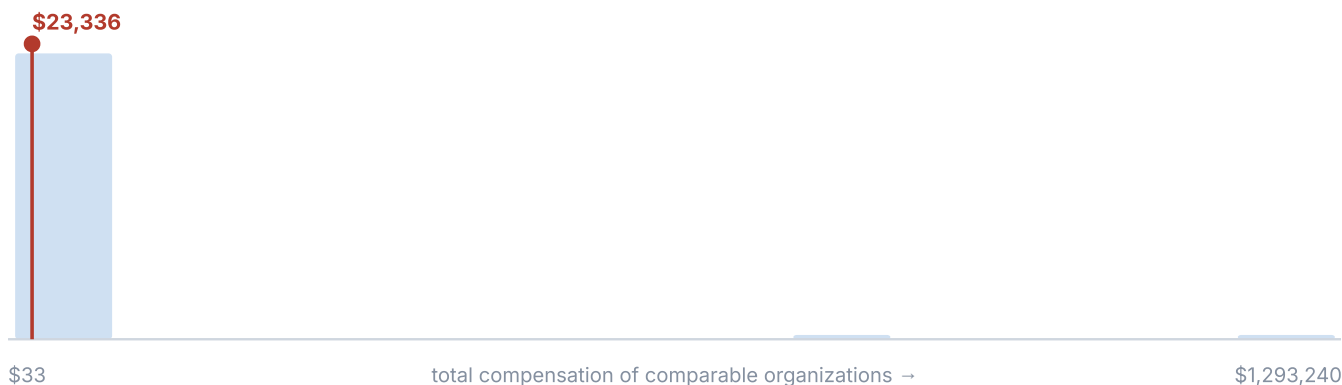 $23,336
$33 total compensation of comparable organizations → $1,293,240